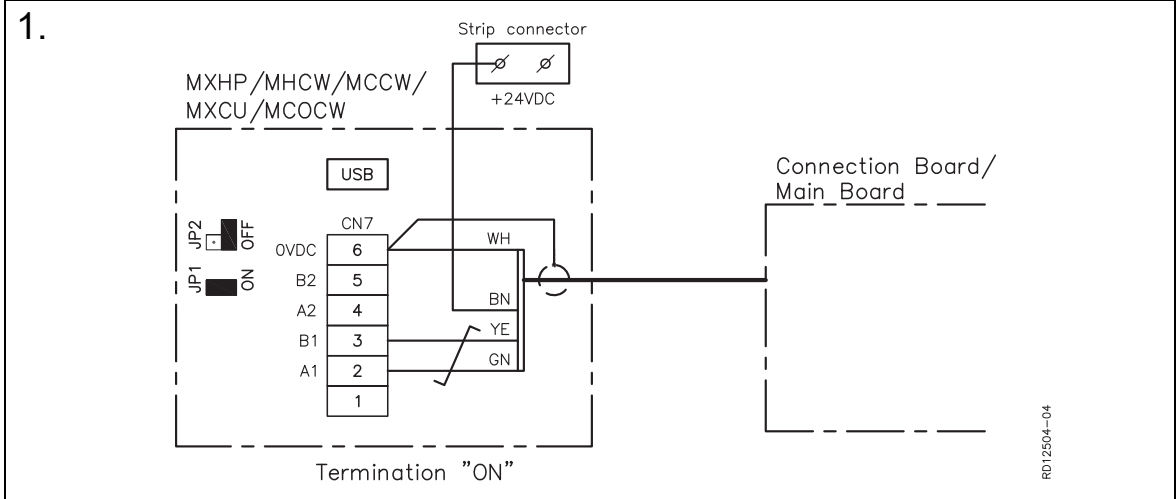 1.
Strip connector
+24VDC
MXHP/MHCW/MCCW/
MXCU/MCOCW
USB
Connection Board/
Main Board
JP2
OFF
JP1
ON
CN7
0VDC 6 WH
B2 5
A2 4 BN
B1 3 YE
A1 2 GN
1
Termination "ON"
RD12504-04